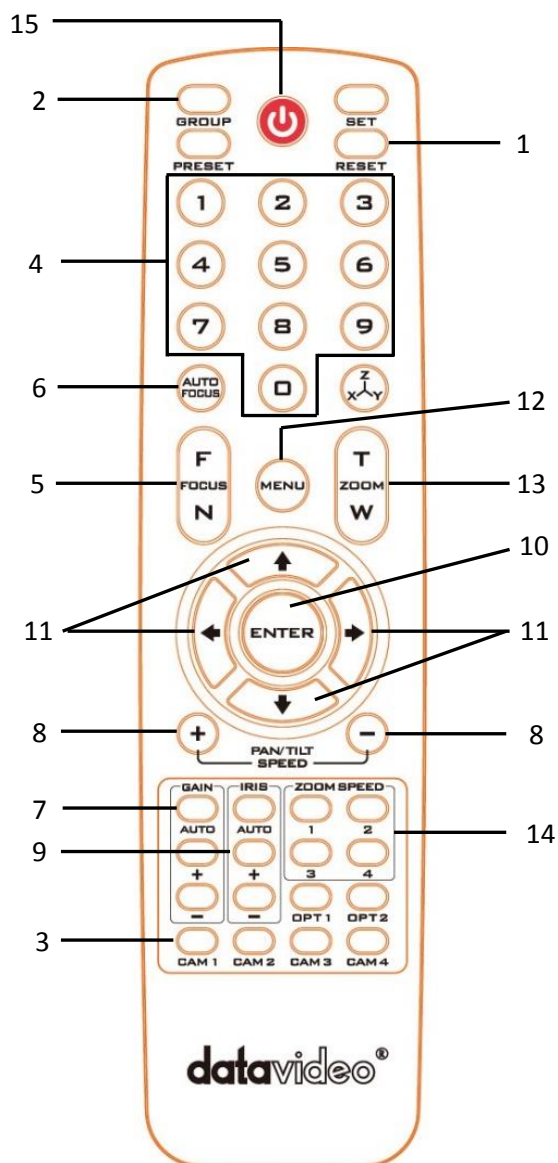 15
2
GROUP
SET
1
PRESET
RESET
1 2 3
4
4 5 6
7 8 9
6
AUTO FOCUS
0
Z
X Y
12
F
T
5
FOCUS
MENU
ZOOM
13
N
W
10
11
ENTER
11
8
+
-
8
PAN/TILT
SPEED
GAIN IRIS ZOOM SPEED
7
AUTO AUTO 1 2
14
9
+ + 3 4
- - OPT 1 OPT 2
3
CAM 1 CAM 2 CAM 3 CAM 4
datavideo®